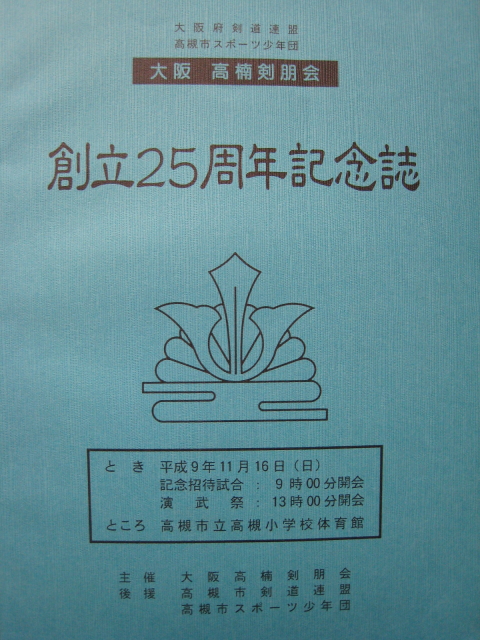 大阪府剣道連盟
高槻市スポーツ少年団
大阪 高楠剣朋会
創立25周年記念誌
とき 平成9年11月16日（日）
記念招待試合 : 9時00分開会
演武祭 : 13時00分開会
ところ 高槻市立高槻小学校体育館
主催 大阪高楠剣朋会
後援 高槻市剣道連盟
高槻市スポーツ少年団